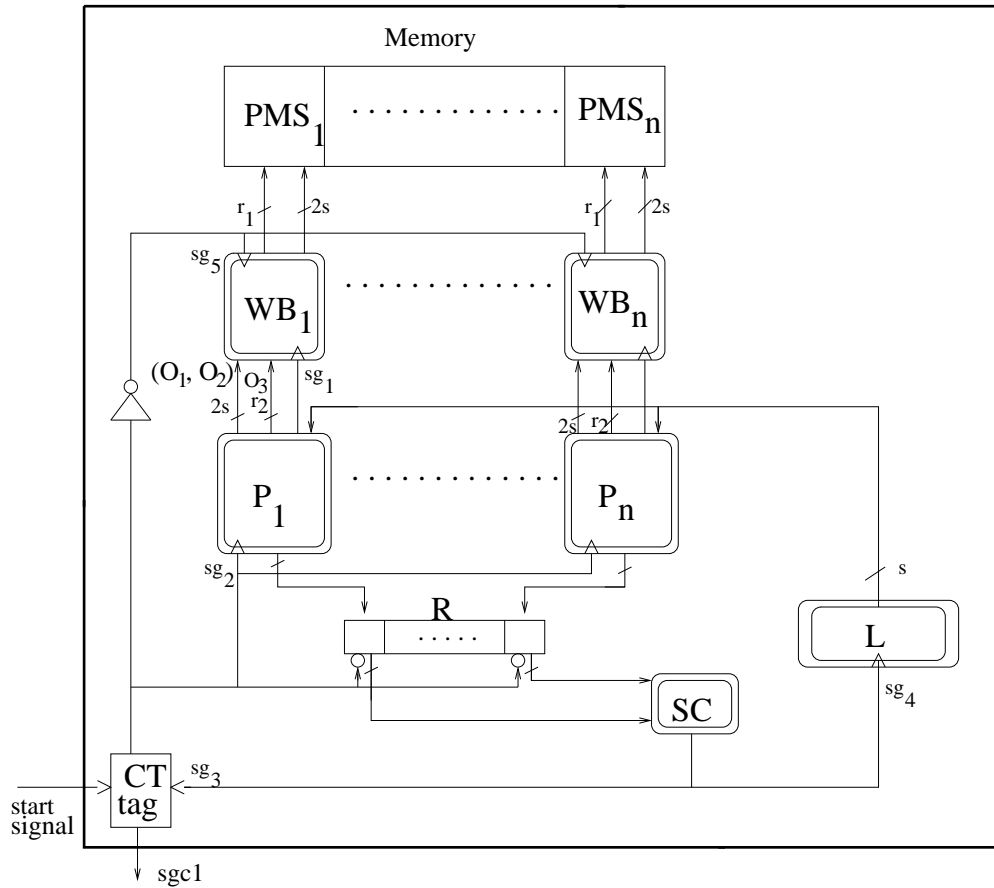 Memory
PMS₁ . . . . . . . . . . . . . PMSₙ
r₁ 2s r₁ 2s
sg₅
WB₁ . . . . . . . . . . . . . WBₙ
(O₁, O₂) O₃ sg₁
2s r₂ 2s r₂
P₁ . . . . . . . . . . . . . Pₙ
sg₂ s
R
. . . . . L
SC sg₄
CT sg₃
tag
start
signal
sgc1